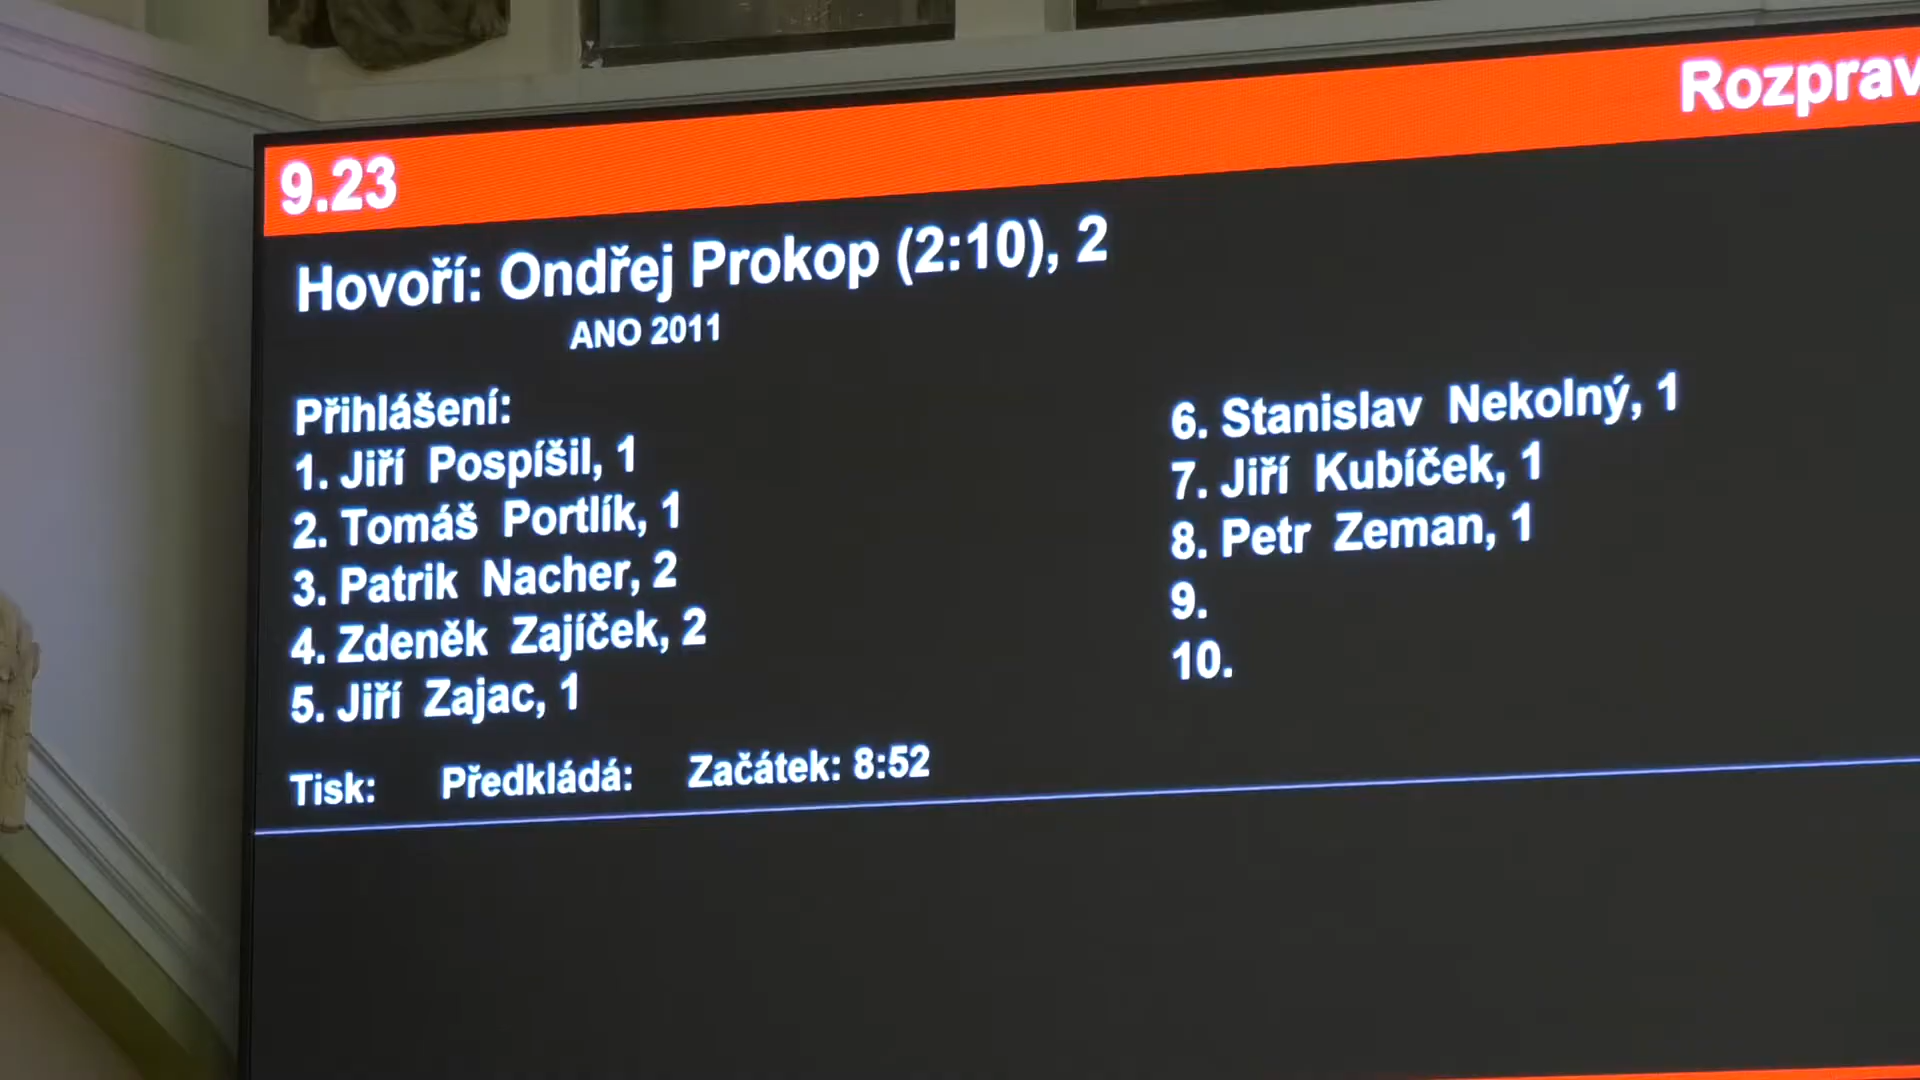 9.23
Rozprav
Hovoří: Ondřej Prokop (2:10), 2
ANO 2011
Přihlášení:
1. Jiří Pospíšil, 1
2. Tomáš Portlík, 1
3. Patrik Nacher, 2
4. Zdeněk Zajíček, 2
5. Jiří Zajac, 1
6. Stanislav Nekolný, 1
7. Jiří Kubíček, 1
8. Petr Zeman, 1
9.
10.
Tisk: Předkládá: Začátek: 8:52